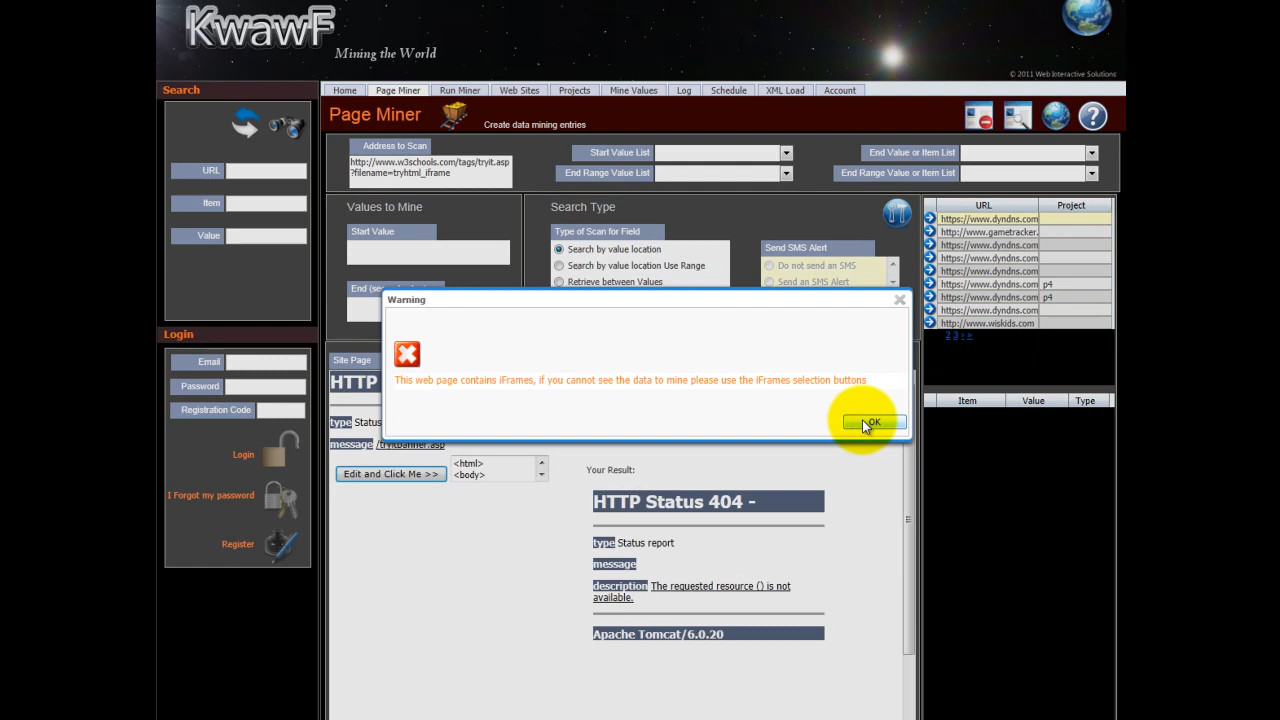 KwawF
Mining the World
© 2011 Web Interactive Solutions
Search
URL
Item
Value
Login
Email
Password
Registration Code
Login
I Forgot my password
Register
Home Page Miner Run Miner Web Sites Projects Mine Values Log Schedule XML Load Account
Page Miner
Create data mining entries
Address to Scan
http://www.w3schools.com/tags/tryit.asp
?filename=tryhtml_iframe
Start Value List
End Range Value List
End Value or Item List
End Range Value or Item List
Values to Mine
Start Value
Search Type
Type of Scan for Field
Search by value location
Search by value location Use Range
Retrieve between Values
Send SMS Alert
Do not send an SMS
Send an SMS Alert
URL Project
https://www.dyndns.com
http://www.gametracker.
https://www.dyndns.com
https://www.dyndns.com
https://www.dyndns.com
https://www.dyndns.com p4
https://www.dyndns.com p4
https://www.dyndns.com
http://www.wiskids.com
2 3 › »
Item Value Type
Warning
This web page contains iFrames, if you cannot see the data to mine please use the iFrames selection buttons
OK
Site Page
HTTP
type Status
message /tryitbanner.asp
Edit and Click Me >>
<html>
<body>
Your Result:
HTTP Status 404 -
type Status report
message
description The requested resource () is not
available.
Apache Tomcat/6.0.20